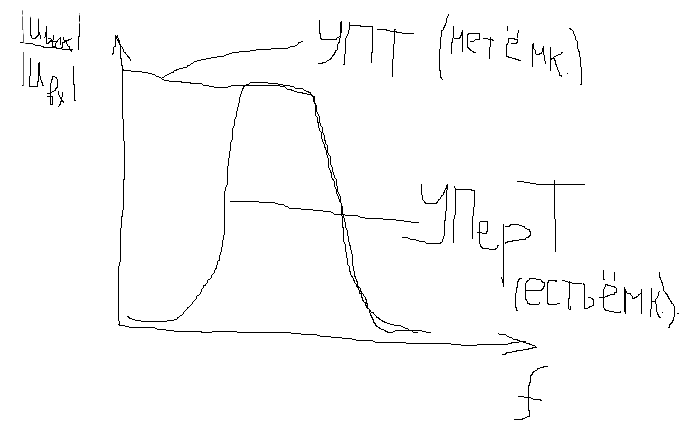 |Uвых|
|Uвх|
УПТ (нет ёмк.)
УПерТ
(есть ёмк.)
f